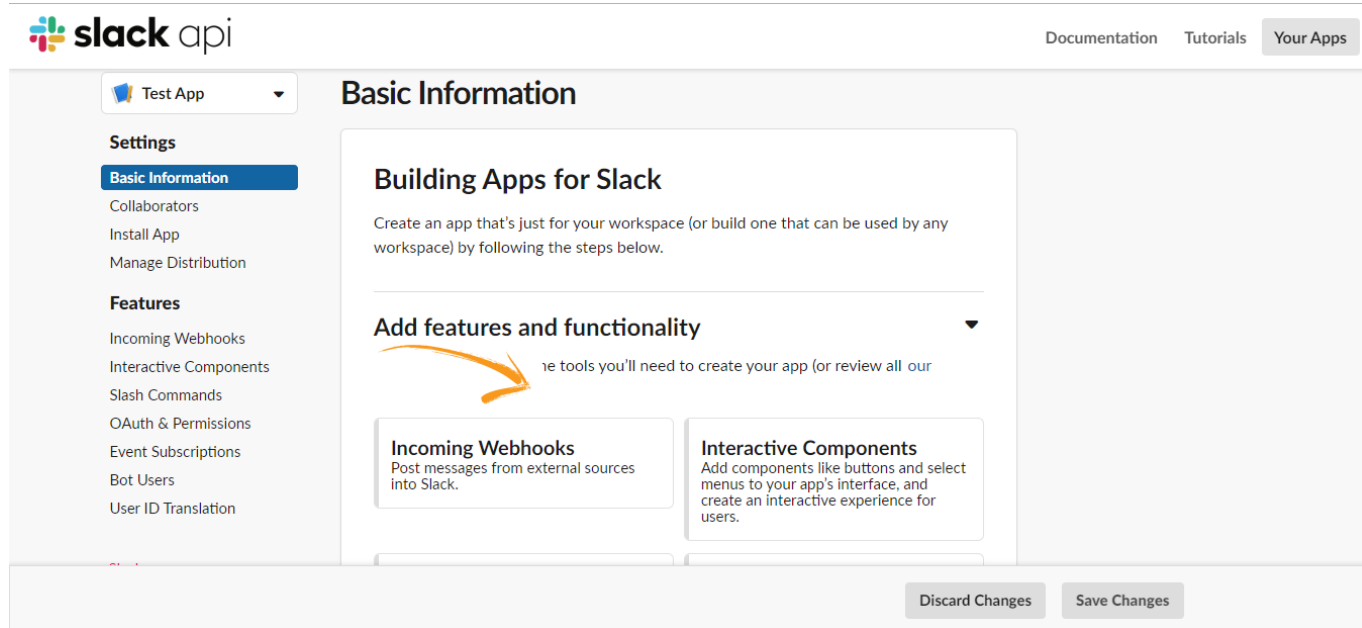 slack api
Documentation Tutorials Your Apps
Test App
Settings
Basic Information
Collaborators
Install App
Manage Distribution
Features
Incoming Webhooks
Interactive Components
Slash Commands
OAuth & Permissions
Event Subscriptions
Bot Users
User ID Translation
Basic Information
Building Apps for Slack
Create an app that’s just for your workspace (or build one that can be used by any
workspace) by following the steps below.
Add features and functionality
tools you’ll need to create your app (or review all our
Incoming Webhooks
Post messages from external sources
into Slack.
Interactive Components
Add components like buttons and select
menus to your app’s interface, and
create an interactive experience for
users.
Discard Changes Save Changes